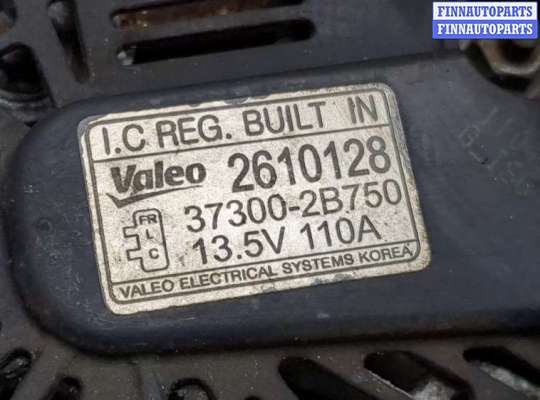 FINNAUTOPARTS
FINNAUTOPARTS
I.C REG. BUILT IN
Valeo 2610128
FR
L
C
37300-2B750
13.5V 110A
VALEO ELECTRICAL SYSTEMS KOREA